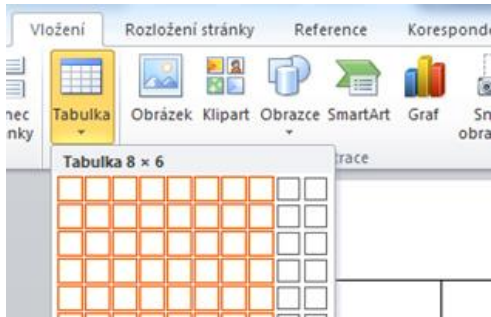 Vložení Rozložení stránky Reference
Tabulka Obrázek Klipart Obrazce SmartArt Graf
Tabulka 8 × 6